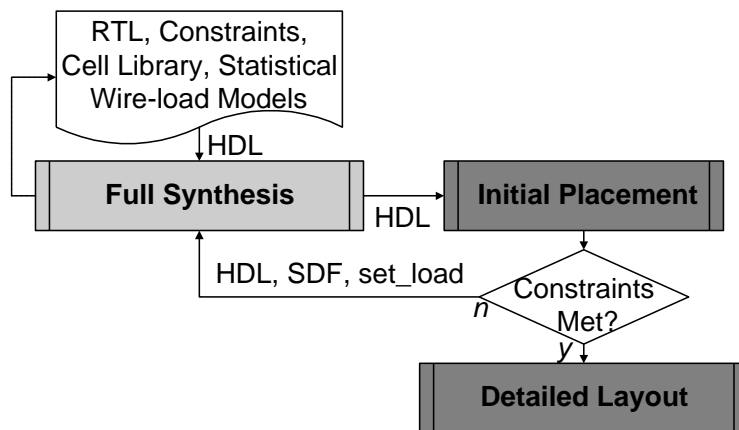 RTL, Constraints,
Cell Library, Statistical
Wire-load Models
HDL
Full Synthesis
HDL
Initial Placement
HDL, SDF, set_load
n
Constraints
Met?
y
Detailed Layout